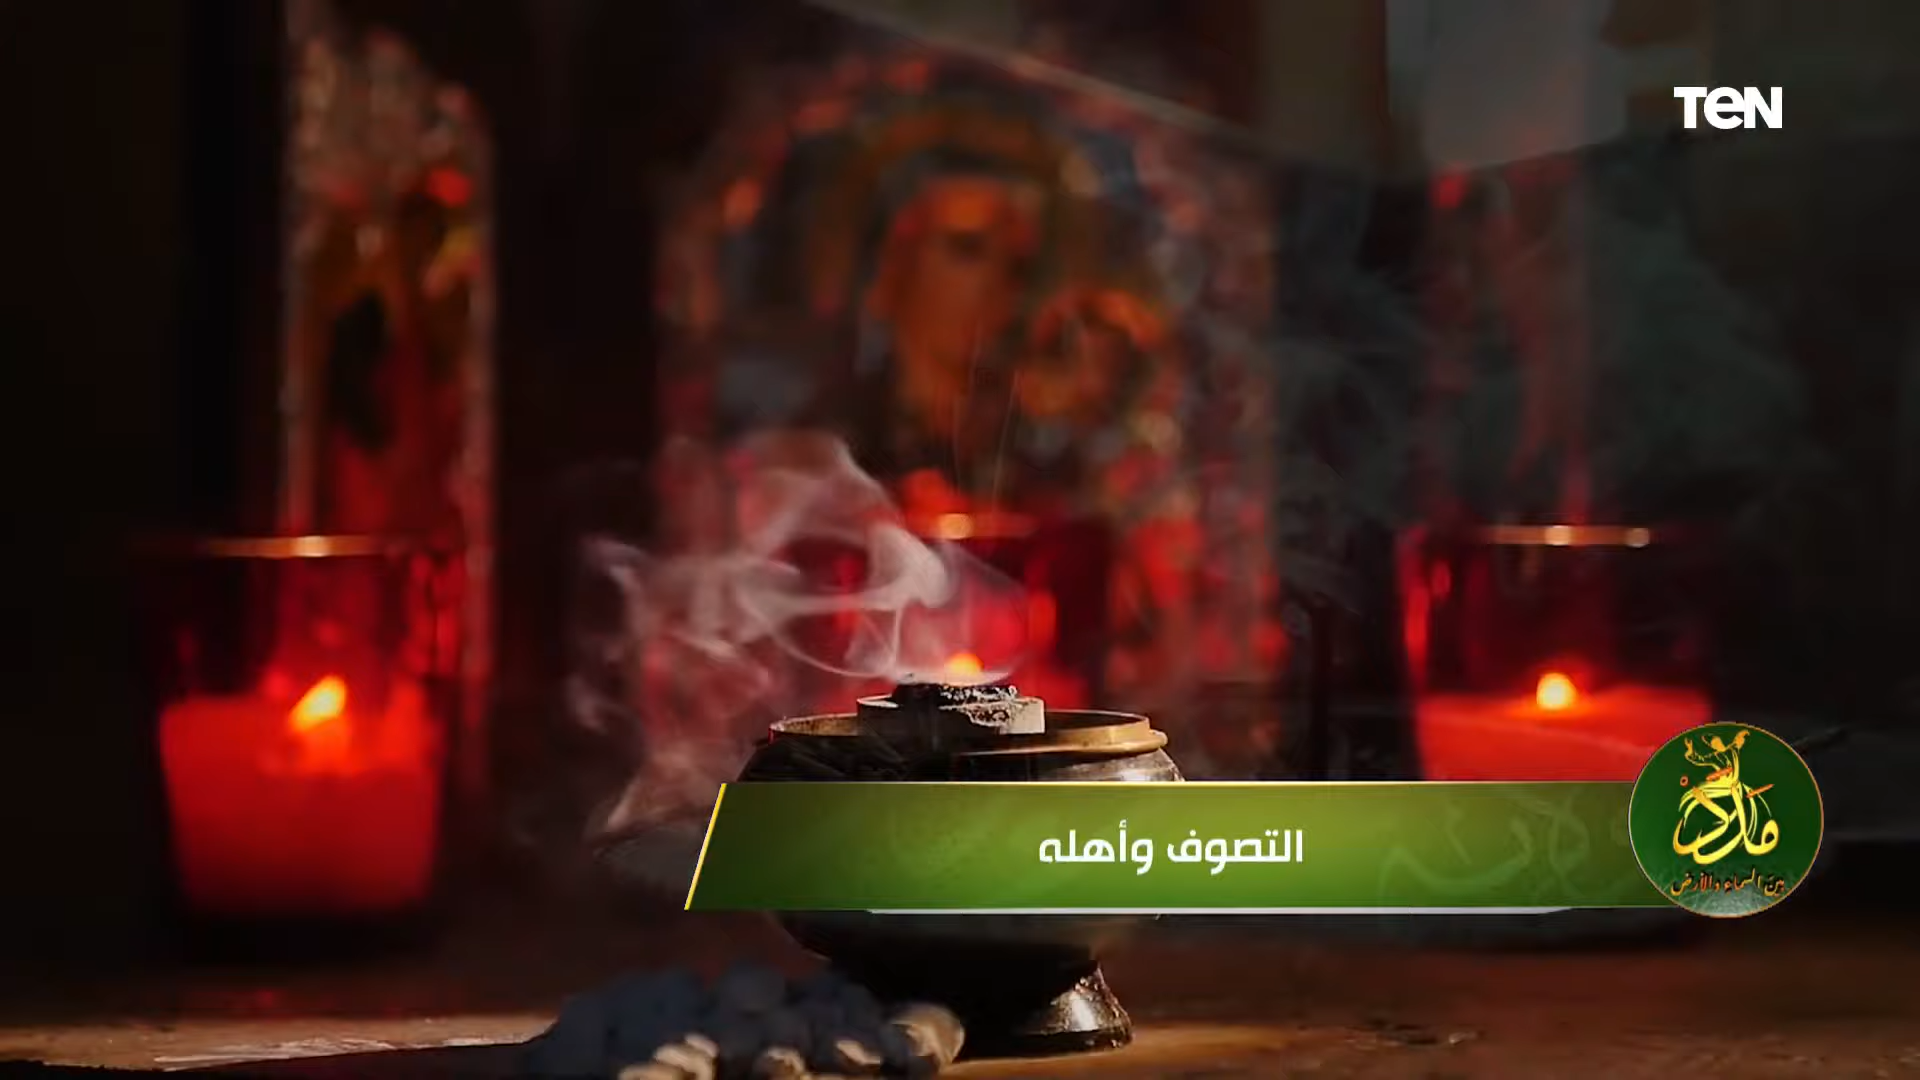 TEN
التصوف وأهله
مدد
بين السماء والأرض